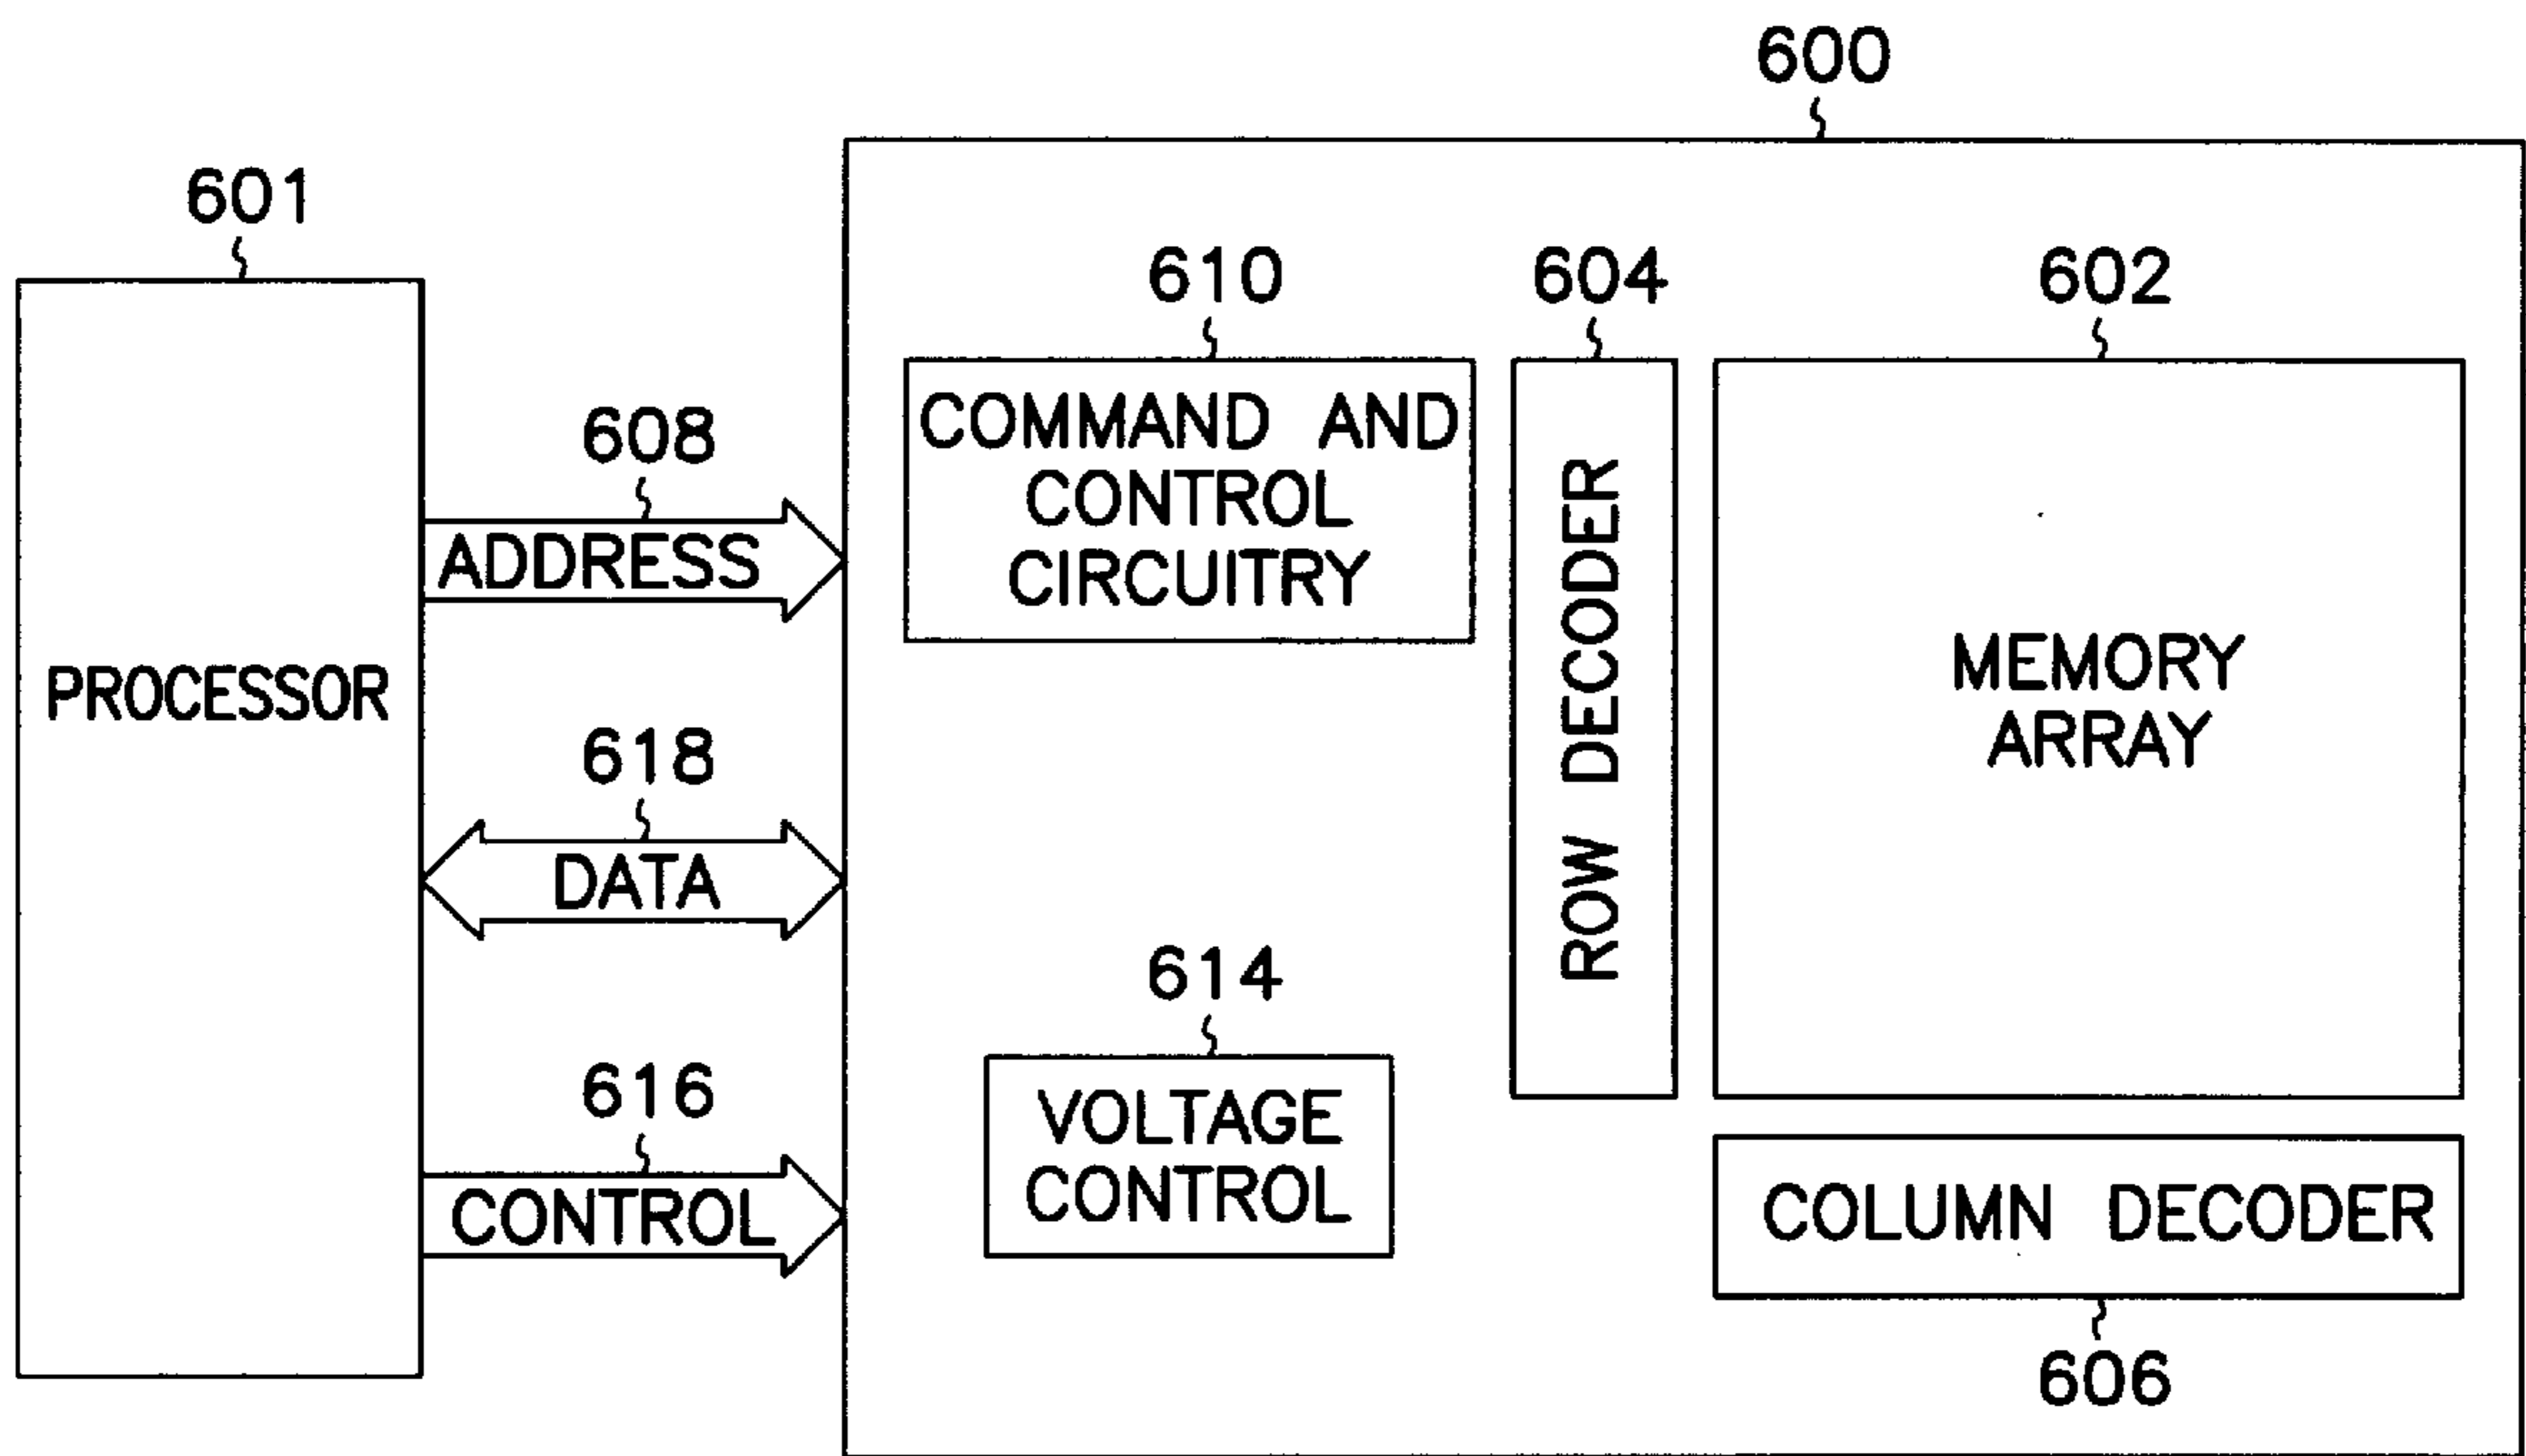 600
601
610
604
602
COMMAND AND
CONTROL
CIRCUITRY
608
ADDRESS
PROCESSOR
ROW DECODER
MEMORY
ARRAY
618
DATA
614
VOLTAGE
CONTROL
616
CONTROL
COLUMN DECODER
606